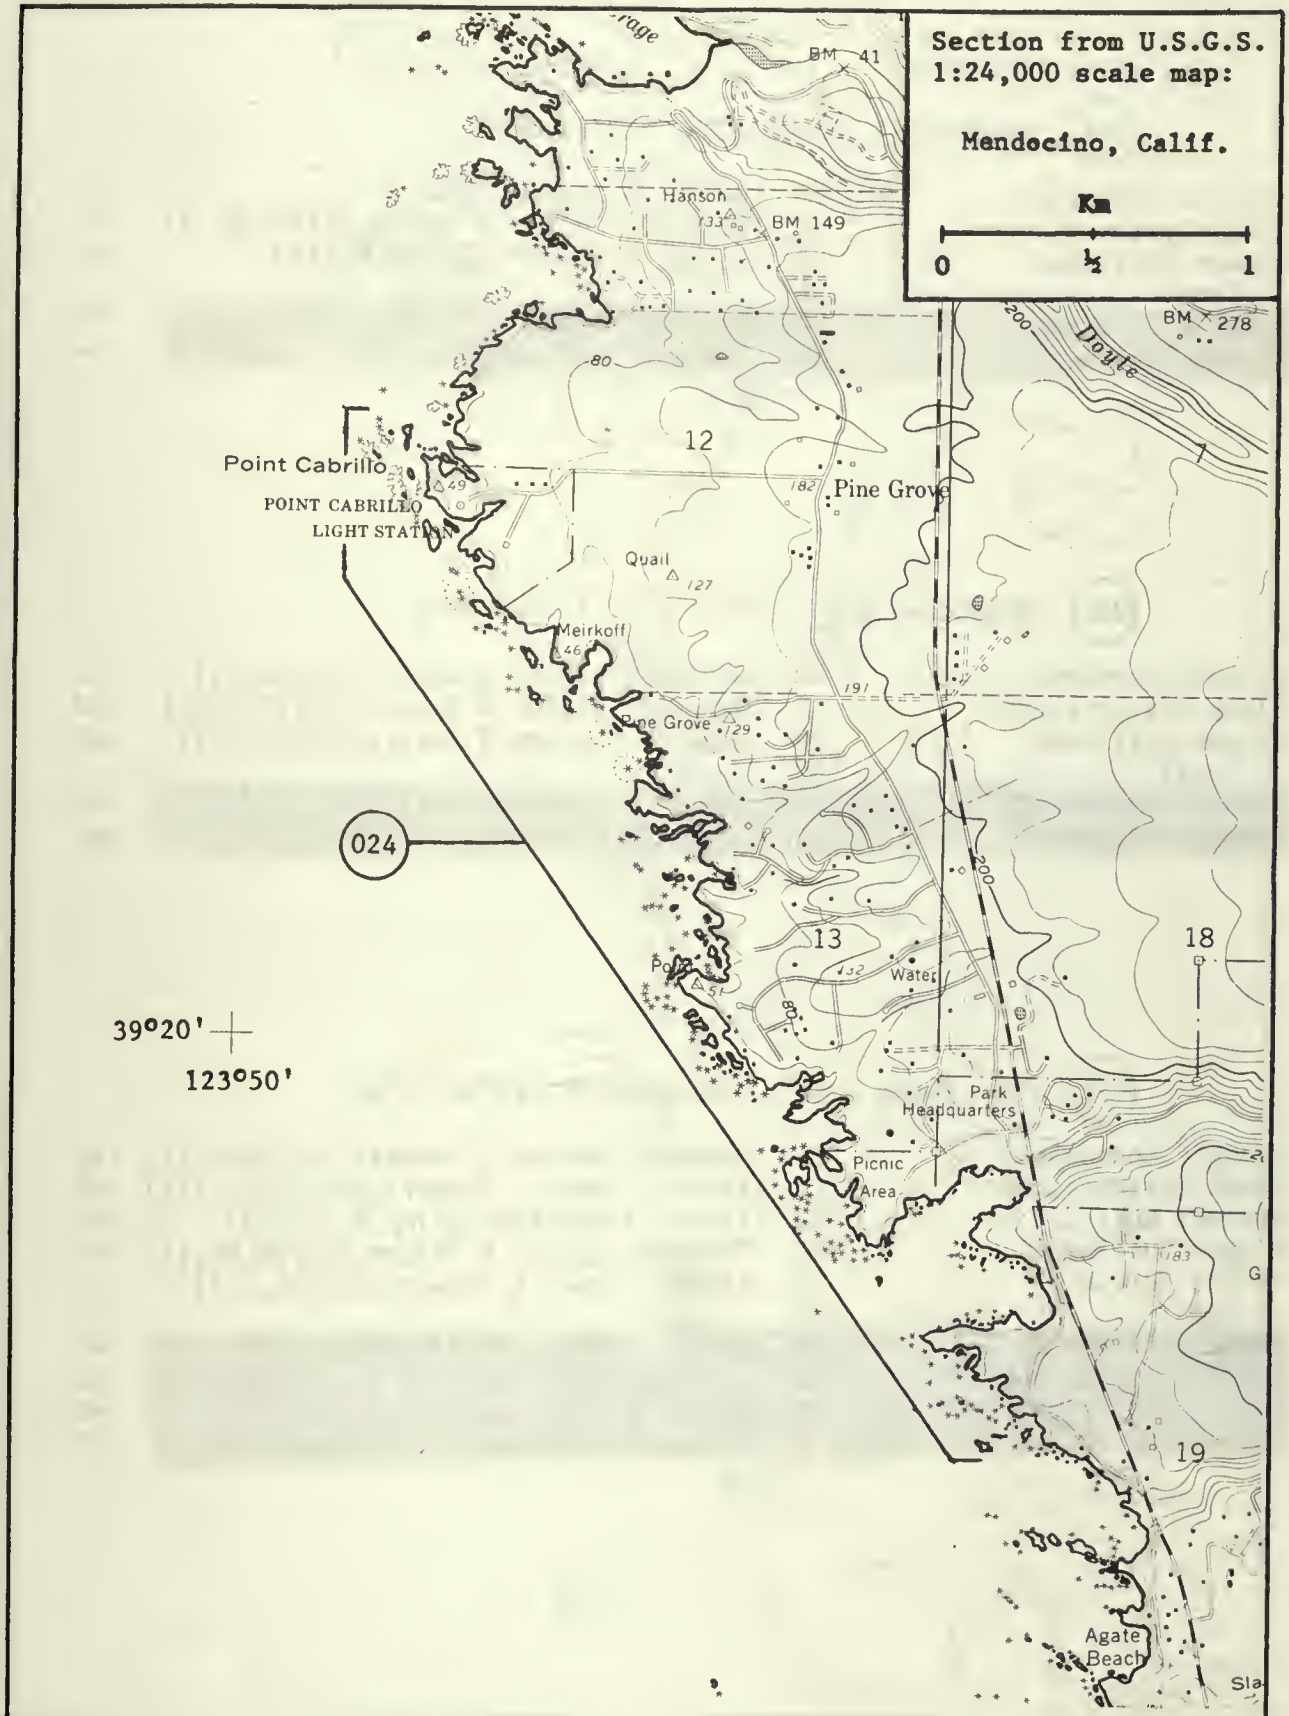 Section from U.S.G.S.
1:24,000 scale map:
Mendocino, Calif.
Km
0 ½ 1
BM 41
Hanson
133
BM 149
200
Doyle
BM 278
80
12
7
Point Cabrillo
49
182
Pine Grove
POINT CABRILLO
LIGHT STATION
Quail
127
Meirkoff
46
191
Pine Grove
129
024
200
13
18
Point
51
132
Water
80
39°20'
123°50'
Park
Headquarters
Picnic
Area
183
G
19
Agate
Beach
Sla